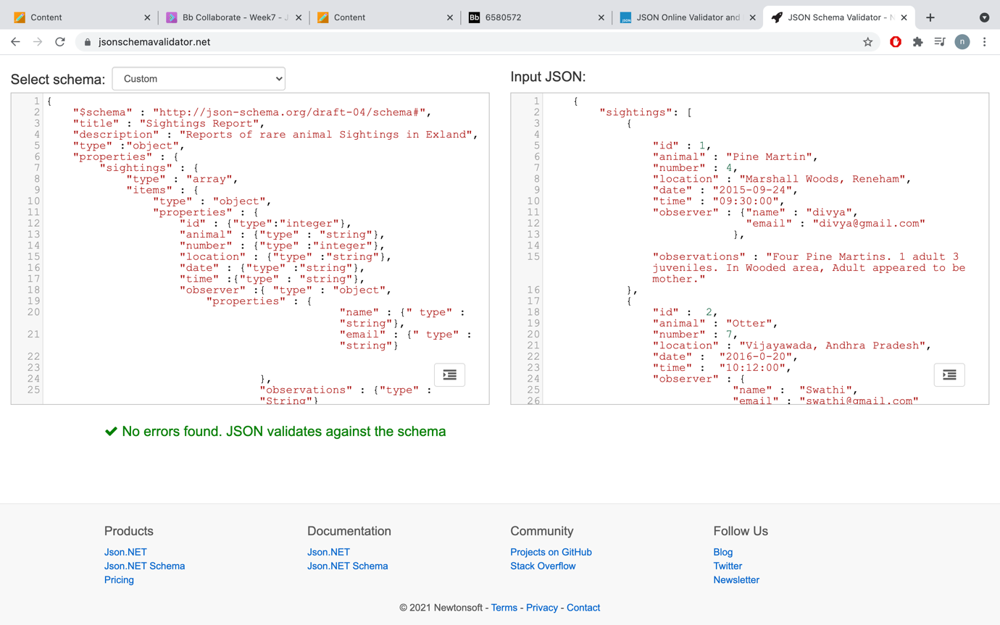 Content
Bb Collaborate - Week7 - J
Content
Bb 6580572
JSON Online Validator and
JSON Schema Validator - N
jsonschemavalidator.net
n
Select schema: Custom
1 {
2 "$schema" : "http://json-schema.org/draft-04/schema#",
3 "title" : "Sightings Report",
4 "description" : "Reports of rare animal Sightings in Exland",
5 "type" :"object",
6 "properties" : {
7 "sightings" : {
8 "type" : "array",
9 "items" : {
10 "type" : "object",
11 "properties" : {
12 "id" : {"type":"integer"},
13 "animal" : {"type" : "string"},
14 "number" : {"type" :"integer"},
15 "location" : {"type" :"string"},
16 "date" : {"type" :"string"},
17 "time" :{"type" : "string"},
18 "observer" :{ "type" : "object",
19 "properties" : {
20 "name" : {" type" :
"string"},
21 "email" : {" type" :
"string"}
22
23
24 },
25 "observations" : {"type" :
"String"}
Input JSON:
1 {
2 "sightings": [
3 {
4
5 "id" : 1,
6 "animal" : "Pine Martin",
7 "number" : 4,
8 "location" : "Marshall Woods, Reneham",
9 "date" : "2015-09-24",
10 "time" : "09:30:00",
11 "observer" : {"name" : "divya",
12 "email" : "divya@gmail.com"
13 },
14
15 "observations" : "Four Pine Martins. 1 adult 3
juveniles. In Wooded area, Adult appeared to be
mother."
16 },
17 {
18 "id" : 2,
19 "animal" : "Otter",
20 "number" : 7,
21 "location" : "Vijayawada, Andhra Pradesh",
22 "date" : "2016-0-20",
23 "time" : "10:12:00",
24 "observer" : {
25 "name" : "Swathi",
26 "email" : "swathi@gmail.com"
No errors found. JSON validates against the schema
Products
Json.NET
Json.NET Schema
Pricing
Documentation
Json.NET
Json.NET Schema
Community
Projects on GitHub
Stack Overflow
Follow Us
Blog
Twitter
Newsletter
© 2021 Newtonsoft - Terms - Privacy - Contact